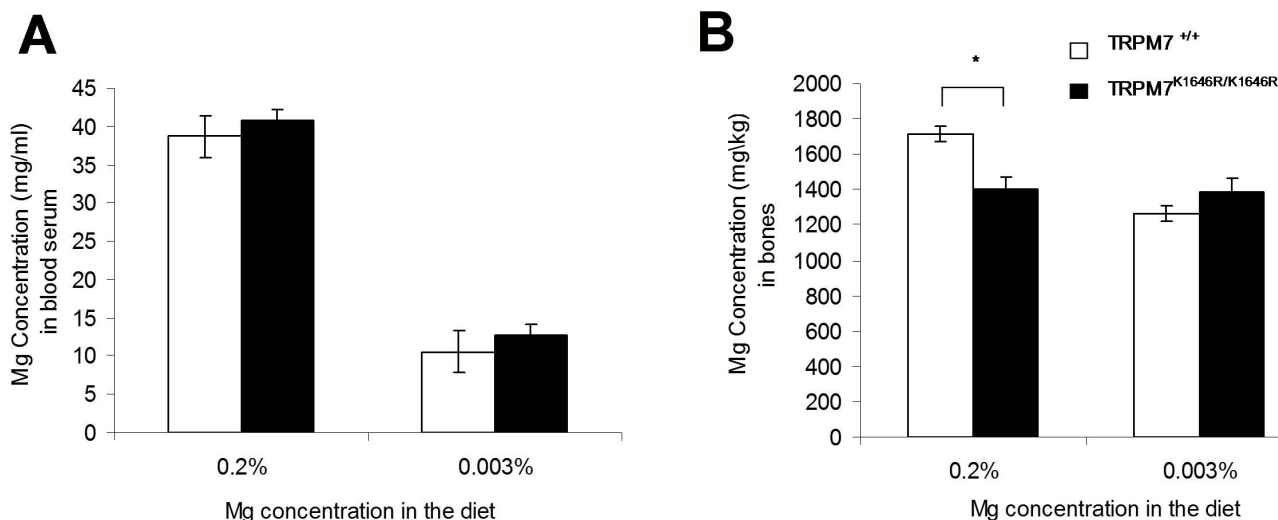 A
Mg Concentration (mg/ml)
in blood serum
45
40
35
30
25
20
15
10
5
0
0.2%
0.003%
Mg concentration in the diet
B
TRPM7 +/+
TRPM7K1646R/K1646R
*
Mg Concentration (mg\kg)
in bones
2000
1800
1600
1400
1200
1000
800
600
400
200
0
0.2%
0.003%
Mg concentration in the diet